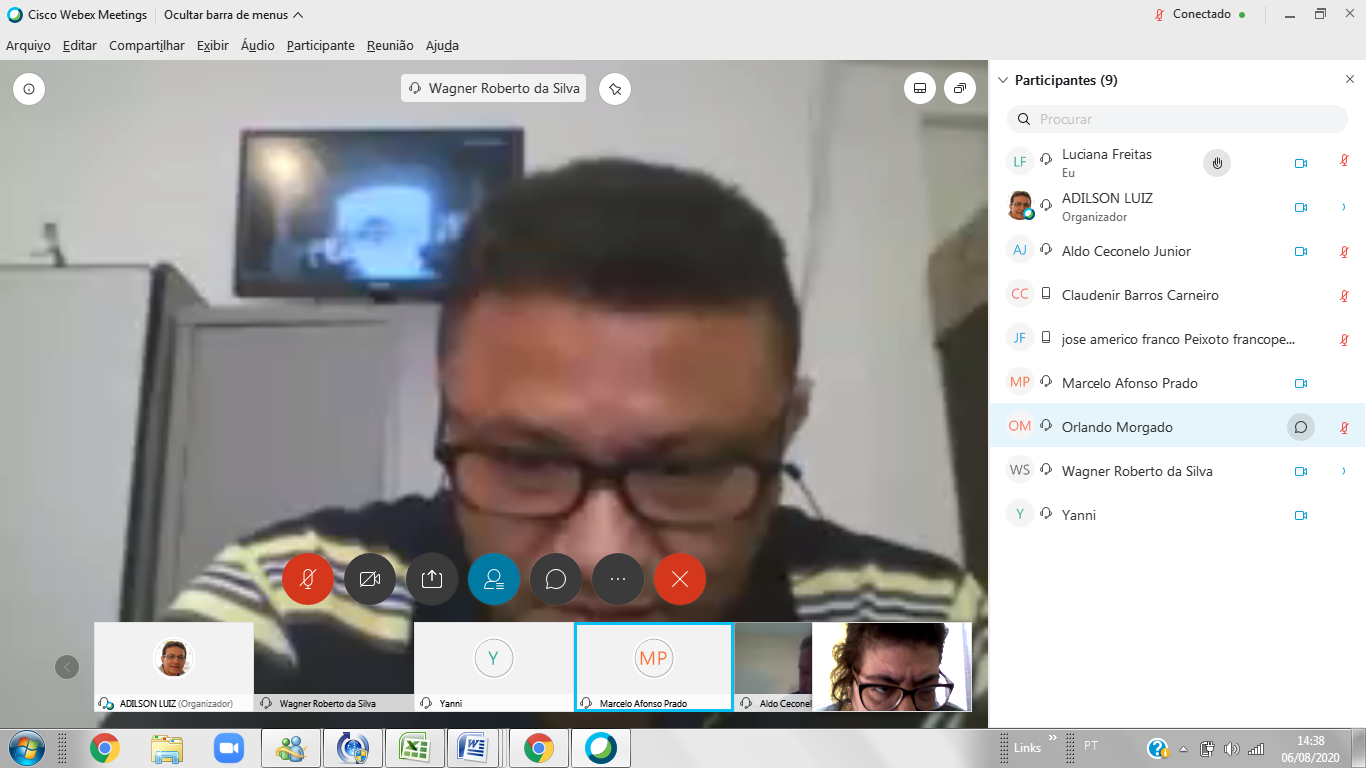 Cisco Webex Meetings
Ocultar barra de menus
Conectado
Arquivo Editar Compartilhar Exibir Áudio Participante Reunião Ajuda
Wagner Roberto da Silva
Participantes (9)
Procurar
LF
Luciana Freitas
Eu
ADILSON LUIZ
Organizador
AJ
Aldo Ceconelo Junior
CC
Claudenir Barros Carneiro
JF
jose americo franco Peixoto francope...
MP
Marcelo Afonso Prado
OM
Orlando Morgado
WS
Wagner Roberto da Silva
Y
Yanni
Y
MP
ADILSON LUIZ (Organizador)
Wagner Roberto da Silva
Yanni
Marcelo Afonso Prado
Aldo Ceconel
Links
PT
14:38
06/08/2020